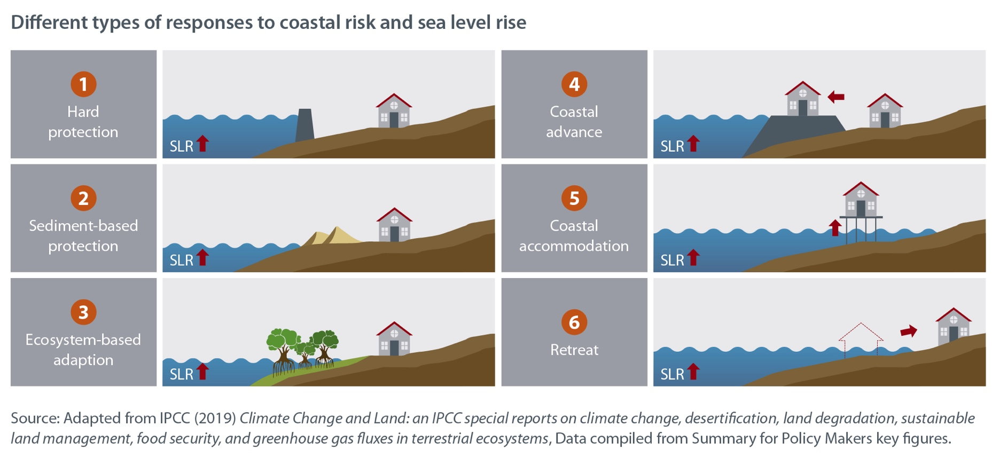 Different types of responses to coastal risk and sea level rise
1
Hard
protection
SLR
2
Sediment-based
protection
SLR
3
Ecosystem-based
adaption
SLR
4
Coastal
advance
SLR
5
Coastal
accommodation
SLR
6
Retreat
SLR
Source: Adapted from IPCC (2019) Climate Change and Land: an IPCC special reports on climate change, desertification, land degradation, sustainable
land management, food security, and greenhouse gas fluxes in terrestrial ecosystems, Data compiled from Summary for Policy Makers key figures.